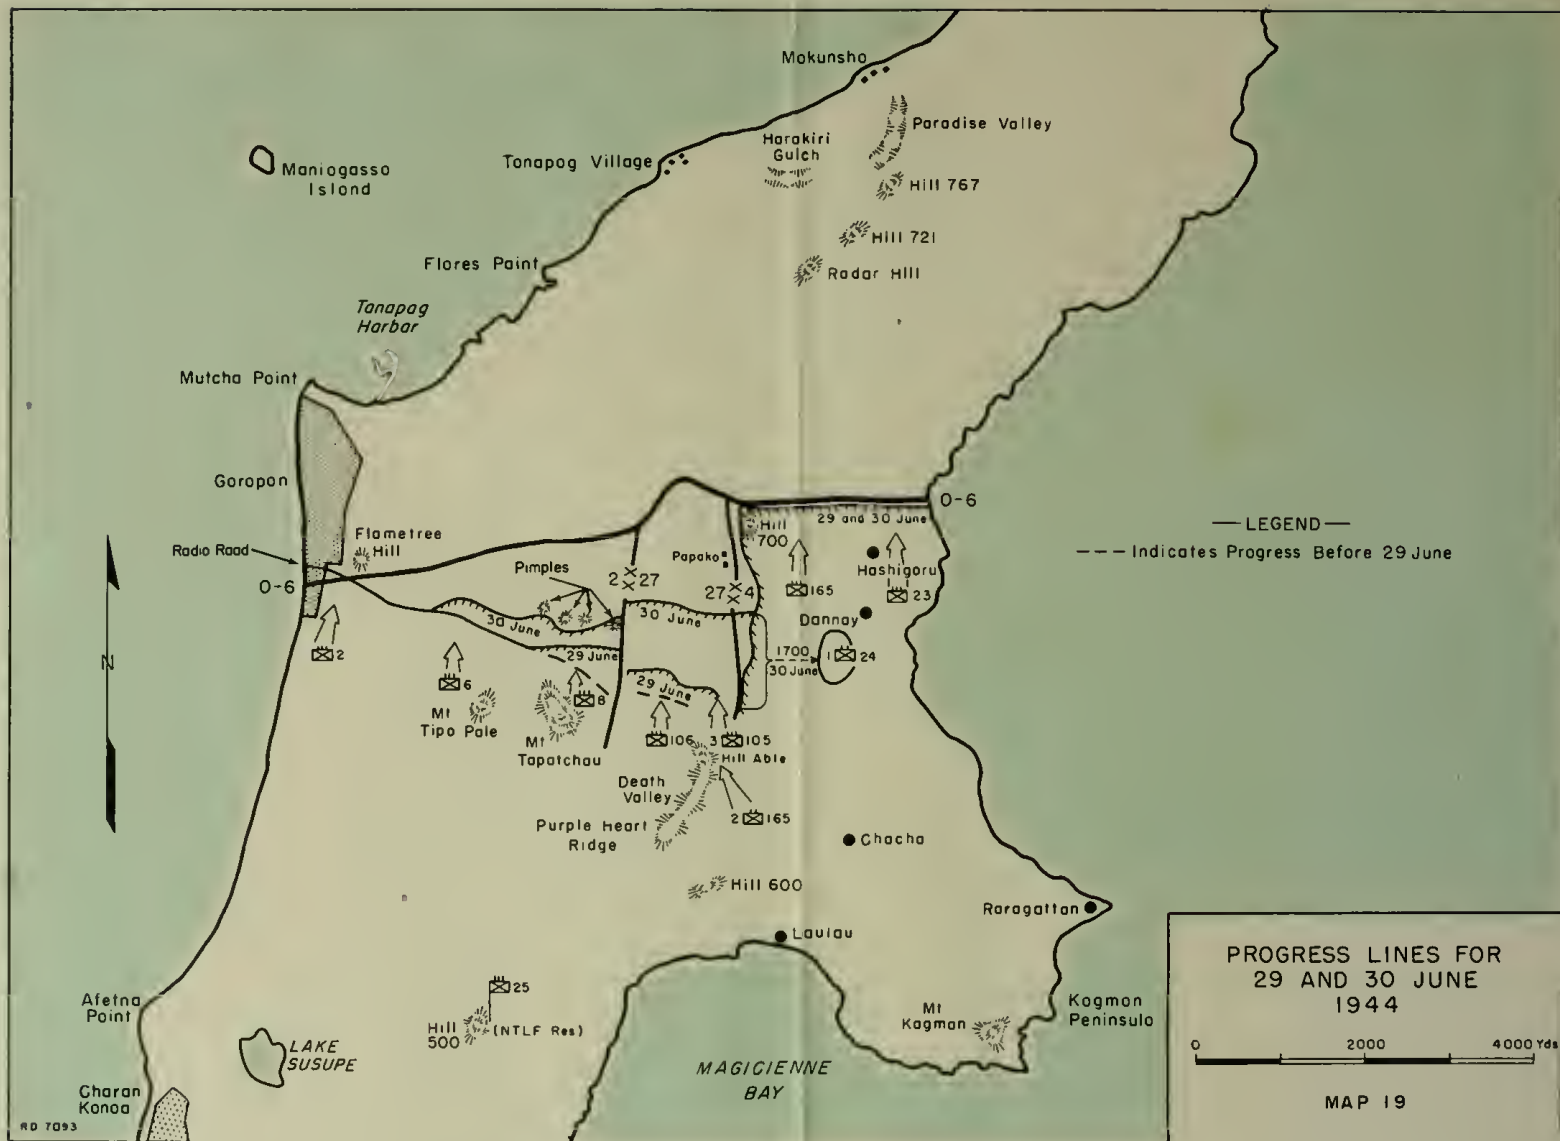 Mokunsho
Paradise Valley
Harakiri
Gulch
Tonapog Village
Maniogasso
Island
Hill 767
Hill 721
Flores Point
Radar Hill
Tanapag
Harbor
Mutcha Point
Goropon
0-6
29 and 30 June
Hill
700
—LEGEND—
--- Indicates Progress Before 29 June
Flametree
Hill
Radio Road
Papako
Hashigoru
Pimples
2 27
27 4
165
23
0-6
30 June
30 June
Dannay
2
29 June
1700
30 June
1 24
6
8
29 June
Mt
Tipo Pale
Mt
Tapotchau
106
3 105
Hill Able
Death
Valley
2 165
Purple Heart
Ridge
Chacha
Hill 600
Raragattan
Laulau
N
25
Hill
500
(NTLF Res)
Afetna
Point
LAKE
SUSUPE
Mt
Kagman
Kagman
Peninsula
MAGICIENNE
BAY
Charan
Kanoa
RD 7093
PROGRESS LINES FOR
29 AND 30 JUNE
1944
0 2000 4000 Yds
MAP 19